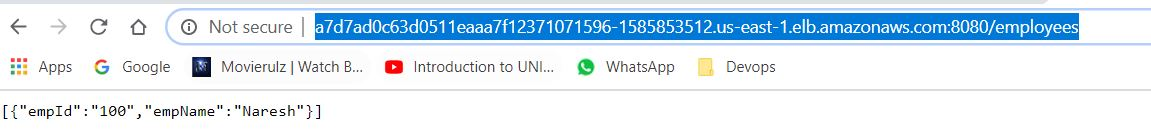 Not secure | a7d7ad0c63d0511eaaa7f12371071596-1585853512.us-east-1.elb.amazonaws.com:8080/employees
Apps Google Movierulz | Watch B... Introduction to UNI... WhatsApp Devops
[{"empId":"100","empName":"Naresh"}]